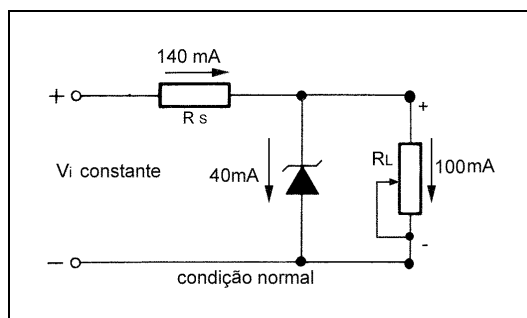 140 mA
+
R s
+
Vi constante
40mA
RL
100mA
-
−
condição normal